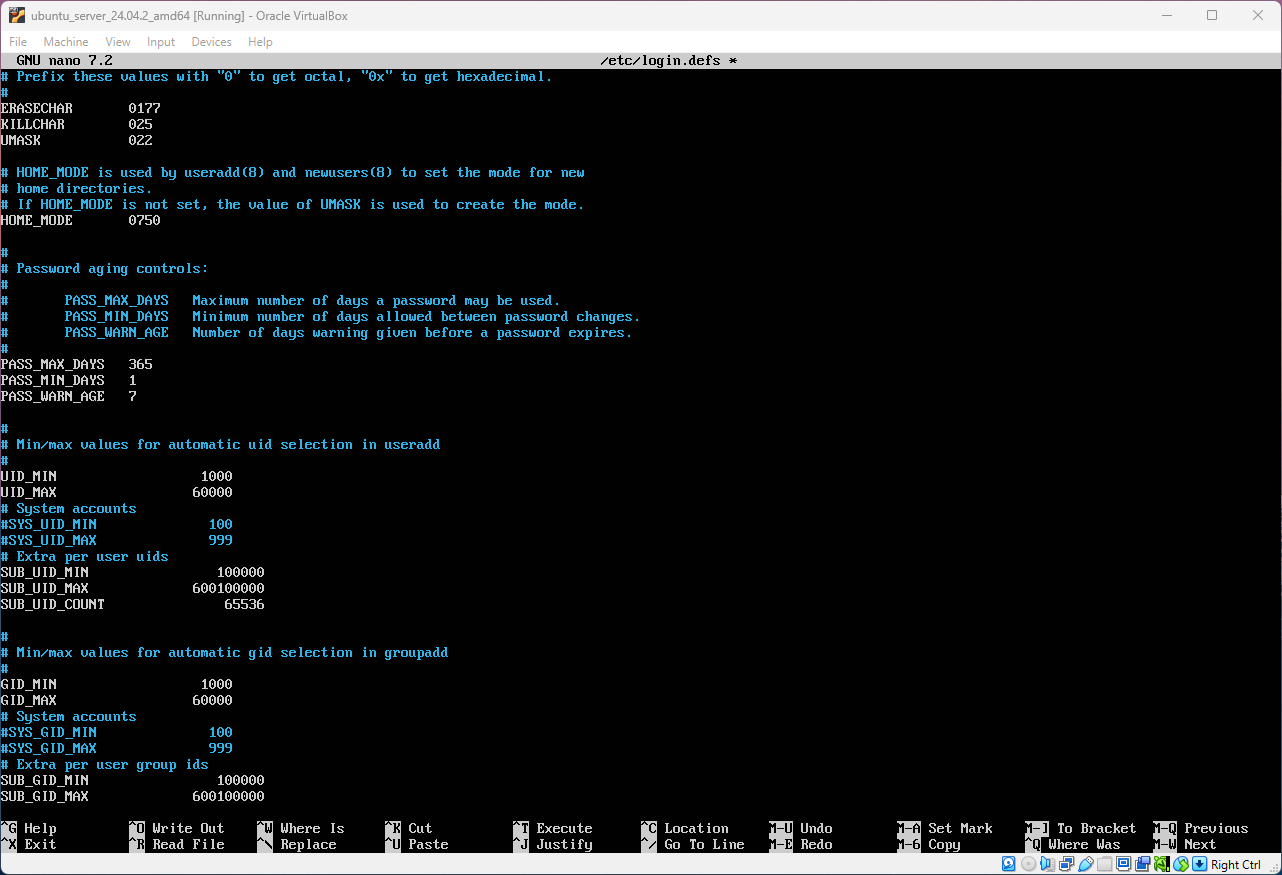 ubuntu_server_24.04.2_amd64 [Running] - Oracle VirtualBox
File Machine View Input Devices Help
GNU nano 7.2 /etc/login.defs *
# Prefix these values with "0" to get octal, "0x" to get hexadecimal.
#
ERASECHAR 0177
KILLCHAR 025
UMASK 022
# HOME_MODE is used by useradd(8) and newusers(8) to set the mode for new
# home directories.
# If HOME_MODE is not set, the value of UMASK is used to create the mode.
HOME_MODE 0750
#
# Password aging controls:
#
# PASS_MAX_DAYS Maximum number of days a password may be used.
# PASS_MIN_DAYS Minimum number of days allowed between password changes.
# PASS_WARN_AGE Number of days warning given before a password expires.
#
PASS_MAX_DAYS 365
PASS_MIN_DAYS 1
PASS_WARN_AGE 7
#
# Min/max values for automatic uid selection in useradd
#
UID_MIN 1000
UID_MAX 60000
# System accounts
#SYS_UID_MIN 100
#SYS_UID_MAX 999
# Extra per user uids
SUB_UID_MIN 100000
SUB_UID_MAX 600100000
SUB_UID_COUNT 65536
#
# Min/max values for automatic gid selection in groupadd
#
GID_MIN 1000
GID_MAX 60000
# System accounts
#SYS_GID_MIN 100
#SYS_GID_MAX 999
# Extra per user group ids
SUB_GID_MIN 100000
SUB_GID_MAX 600100000
^G Help ^O Write Out ^W Where Is ^K Cut ^T Execute ^C Location M-U Undo M-A Set Mark M-] To Bracket M-Q Previous
^X Exit ^R Read File ^\ Replace ^U Paste ^J Justify ^/ Go To Line M-E Redo M-6 Copy ^Q Where Was M-W Next
Right Ctrl